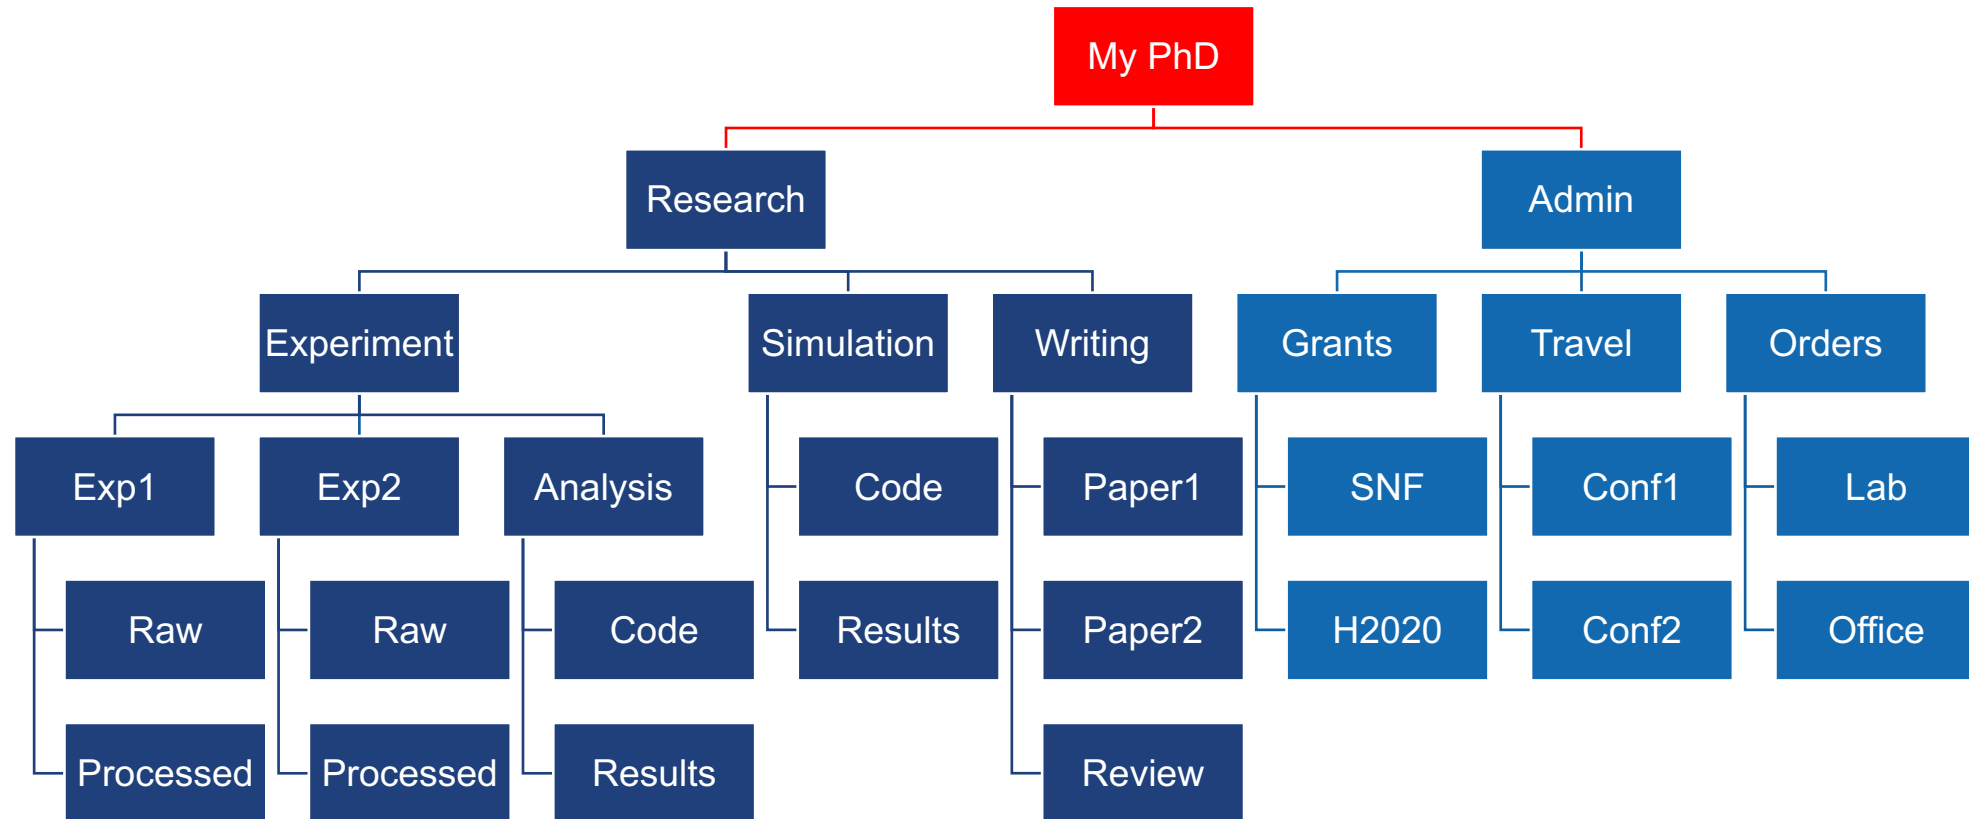 My PhD
Research
Admin
Experiment
Simulation
Writing
Grants
Travel
Orders
Exp1
Exp2
Analysis
Code
Paper1
SNF
Conf1
Lab
Raw
Raw
Code
Results
Paper2
H2020
Conf2
Office
Processed
Processed
Results
Review